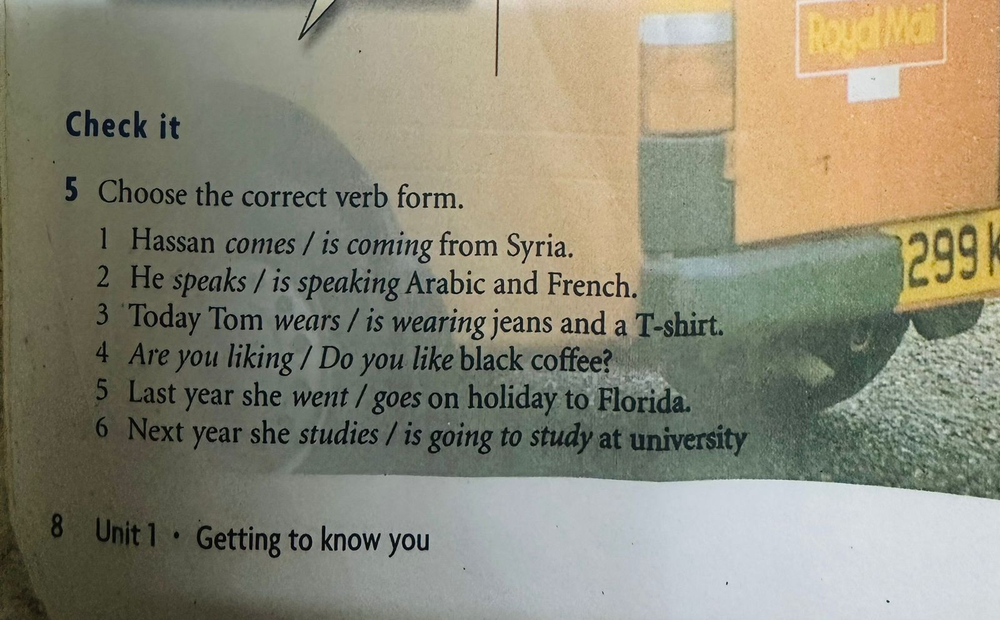 Royal Mail
Check it
5 Choose the correct verb form.
1 Hassan comes / is coming from Syria.
2 He speaks / is speaking Arabic and French.
3 Today Tom wears / is wearing jeans and a T-shirt.
4 Are you liking / Do you like black coffee?
299 K
5 Last year she went / goes on holiday to Florida.
6 Next year she studies / is going to study at university
8 Unit 1 · Getting to know you